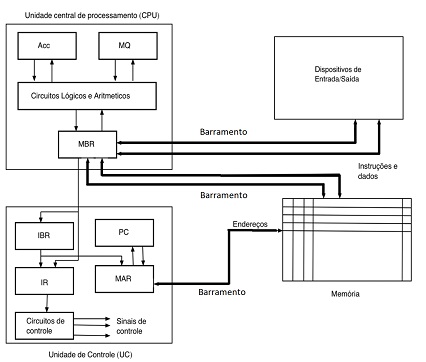 Unidade central de processamento (CPU)
Acc
MQ
Circuitos Lógicos e Aritmeticos
MBR
Dispositivos de
Entrada/Saída
Barramento
Instruções e
dados
Barramento
IBR
PC
IR
MAR
Endereços
Barramento
Memória
Circuitos de
controle
Sinais de
controle
Unidade de Controle (UC)